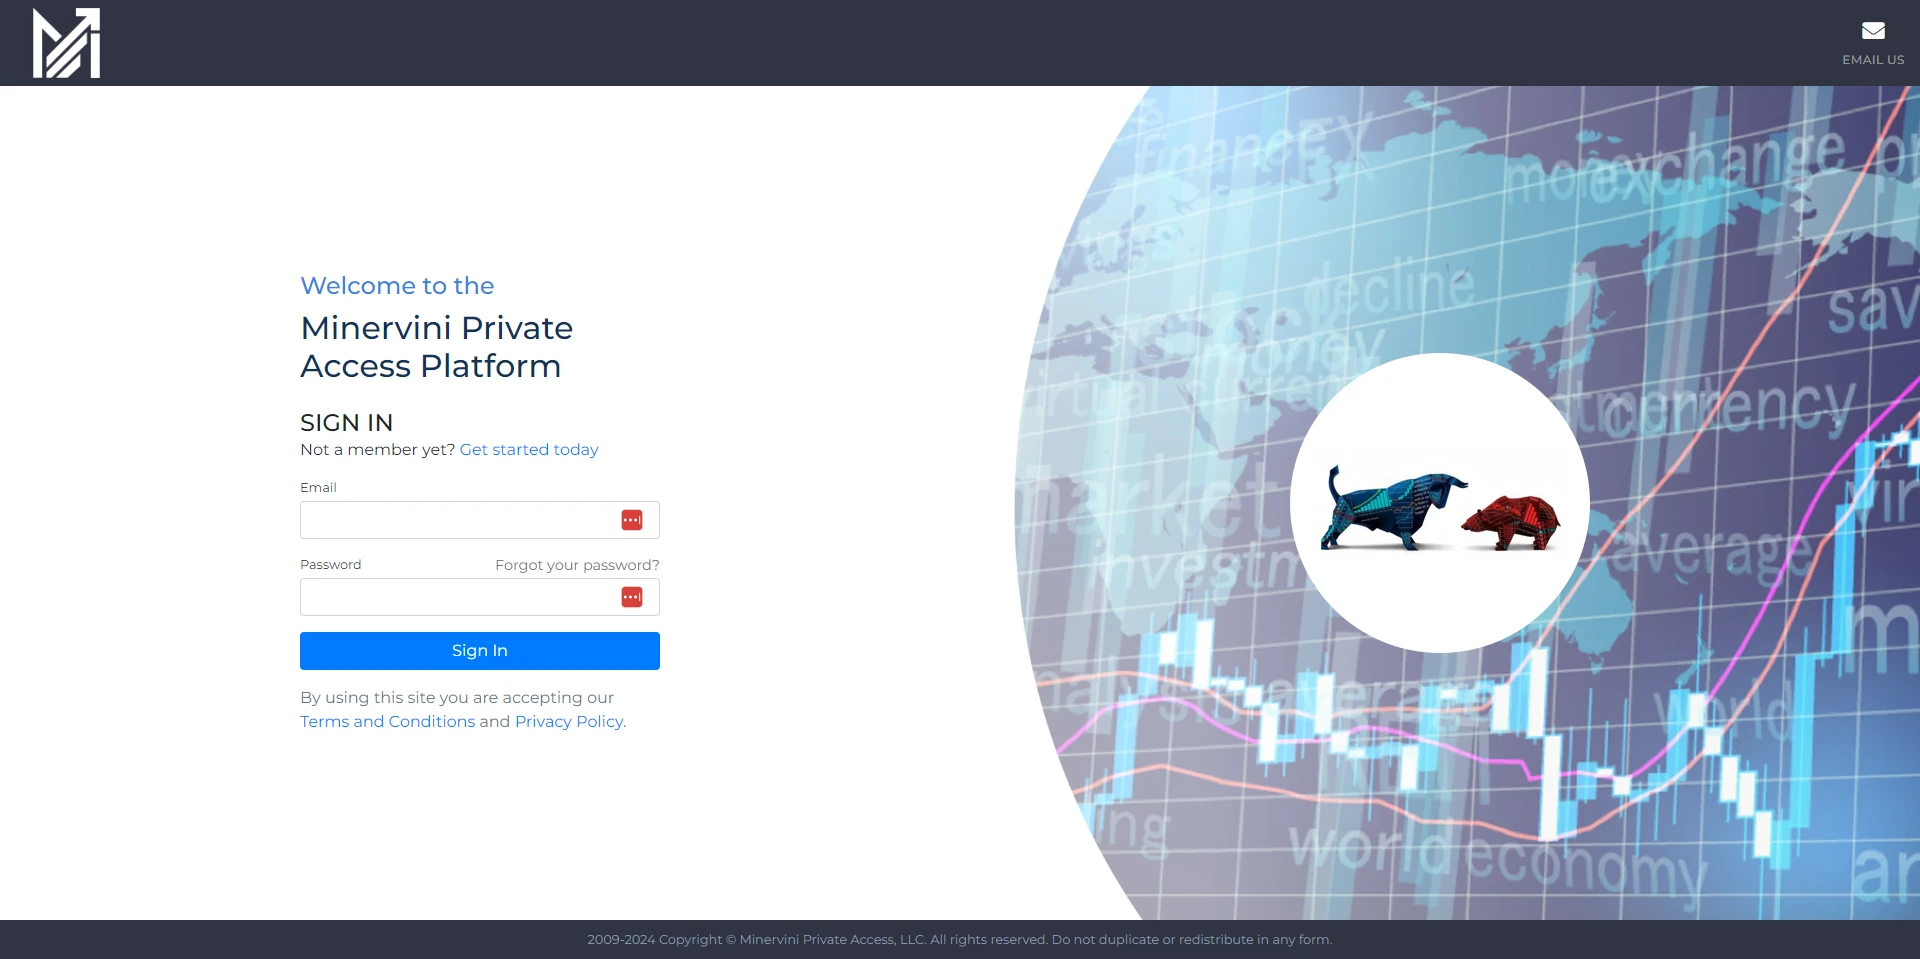 EMAIL US
Welcome to the
Minervini Private
Access Platform
SIGN IN
Not a member yet? Get started today
Email
Password
Forgot your password?
Sign In
By using this site you are accepting our
Terms and Conditions and Privacy Policy.
finance
EX
exchange
decline
money
currency
market
investm
average
average
world
world
economy
2009-2024 Copyright © Minervini Private Access, LLC. All rights reserved. Do not duplicate or redistribute in any form.